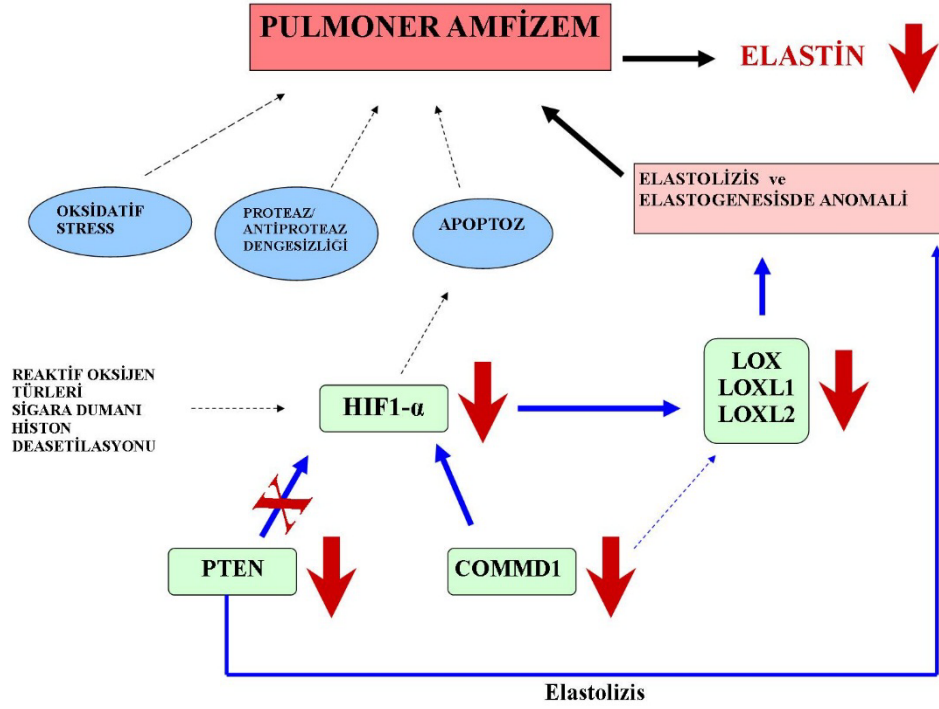 PULMONER AMFİZEM
ELASTİN
OKSİDATİF
STRESS
PROTEAZ/
ANTİPROTEAZ
DENGESİZLİĞİ
APOPTOZ
ELASTOLİZİS ve
ELASTOGENESİSDE ANOMALİ
REAKTİF OKSİJEN
TÜRLERİ
SİGARA DUMANI
HİSTON
DEASETİLASYONU
HIF1-α
LOX
LOXL1
LOXL2
X
PTEN
COMMD1
Elastolizis